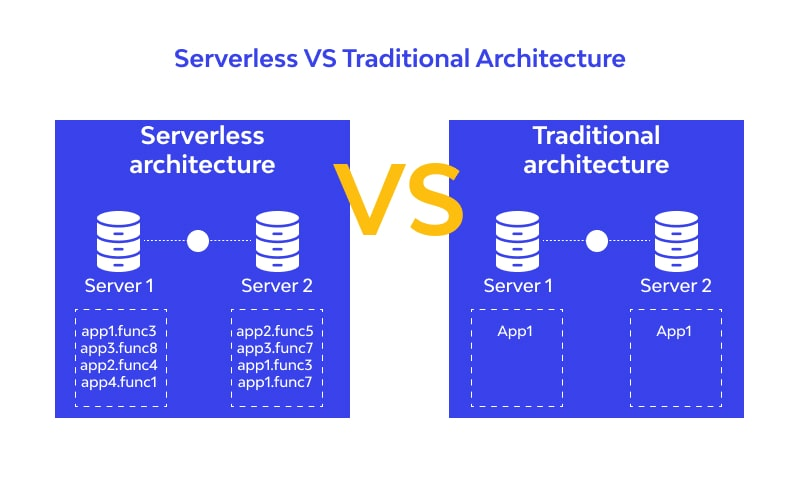 Serverless VS Traditional Architecture
Serverless
architecture
Server 1
Server 2
app1.func3
app3.func8
app2.func4
app4.func1
app2.func5
app3.func7
app1.func3
app1.func7
VS
Traditional
architecture
Server 1
Server 2
App1
App1